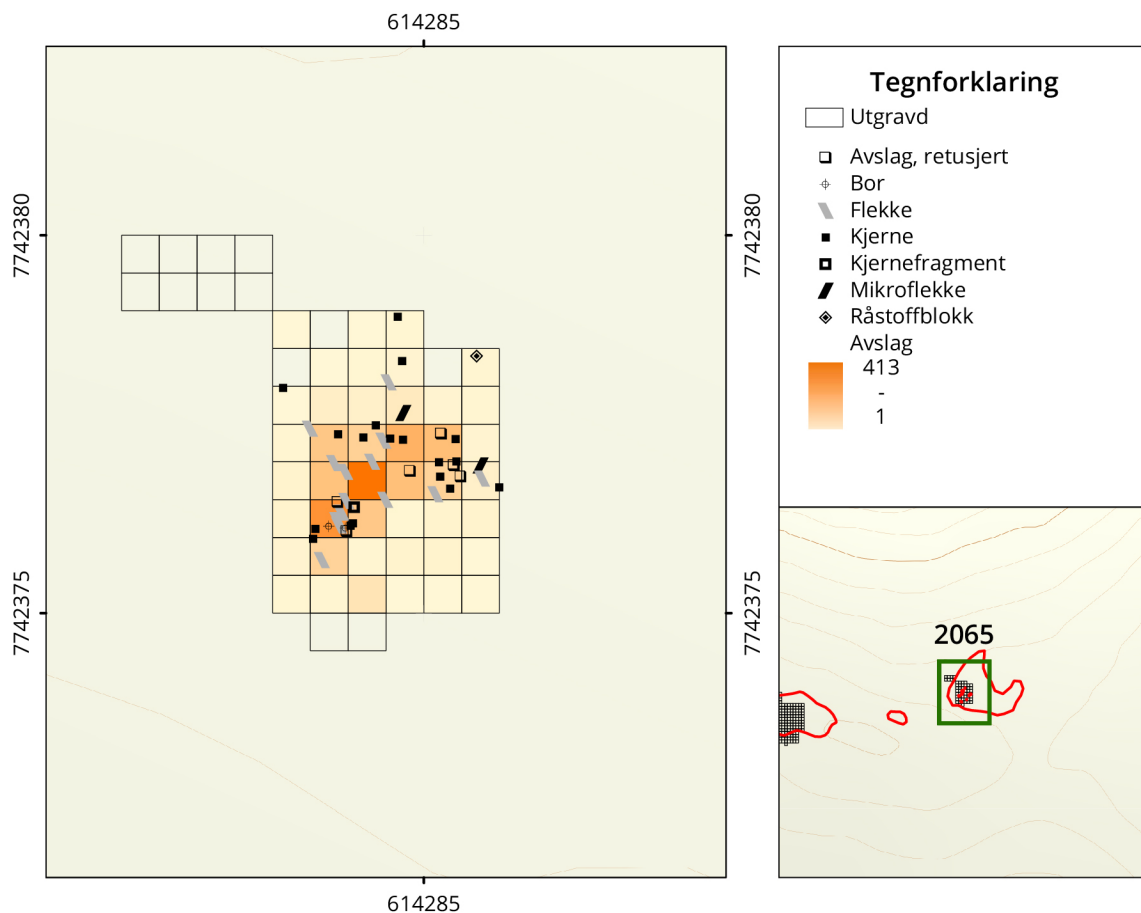 614285
7742380
7742380
7742375
7742375
614285
Tegnforklaring
Utgravd
Avslag, retusjert
Bor
Flekke
Kjerne
Kjernefragment
Mikroflekke
Råstoffblokk
Avslag
413
-
1
2065